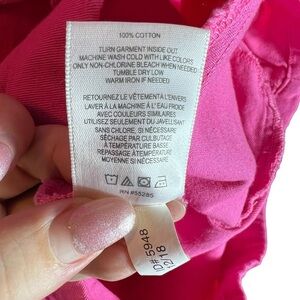 100% COTTON
TURN GARMENT INSIDE OUT
MACHINE WASH COLD WITH LIKE COLORS
ONLY NON-CHLORINE BLEACH WHEN NEEDED
TUMBLE DRY LOW
WARM IRON IF NEEDED
RETOURNEZ LE VÊTEMENT À L'ENVERS
LAVER À LA MACHINE À L'EAU FROIDE
AVEC COULEURS SIMILAIRES
UTILISEZ SEULEMENT DU JAVELLISANT
SANS CHLORE, SI NÉCESSAIRE
SÉCHAGE PAR CULBUTAGE
À TEMPÉRATURE BASSE
REPASSAGE À TEMPÉRATURE
MOYENNE SI NÉCESSAIRE
RN #55285
ID# 5948
12/18